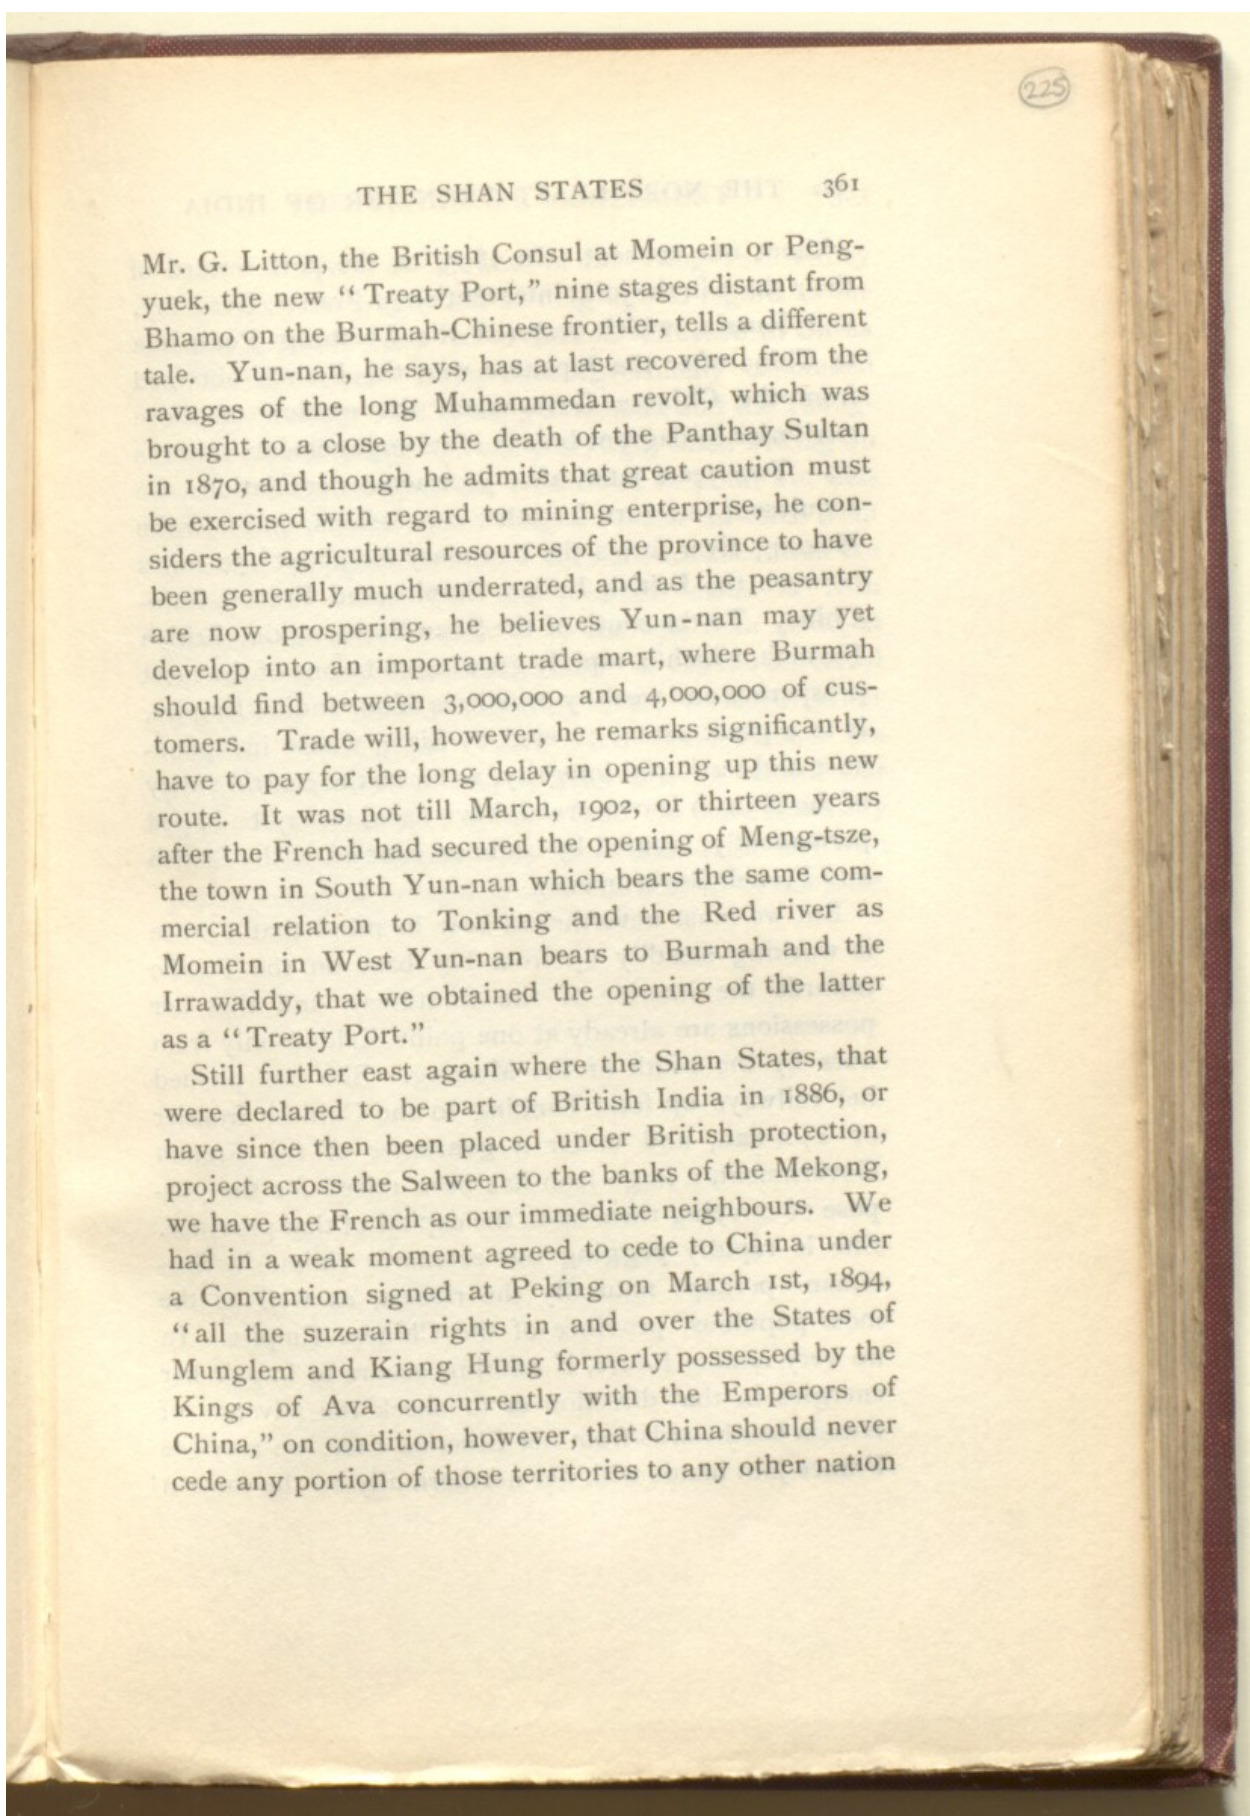 225
THE SHAN STATES 361
Mr. G. Litton, the British Consul at Momein or Peng-
yuek, the new “Treaty Port,” nine stages distant from
Bhamo on the Burmah-Chinese frontier, tells a different
tale. Yun-nan, he says, has at last recovered from the
ravages of the long Muhammedan revolt, which was
brought to a close by the death of the Panthay Sultan
in 1870, and though he admits that great caution must
be exercised with regard to mining enterprise, he con-
siders the agricultural resources of the province to have
been generally much underrated, and as the peasantry
are now prospering, he believes Yun-nan may yet
develop into an important trade mart, where Burmah
should find between 3,000,000 and 4,000,000 of cus-
tomers. Trade will, however, he remarks significantly,
have to pay for the long delay in opening up this new
route. It was not till March, 1902, or thirteen years
after the French had secured the opening of Meng-tsze,
the town in South Yun-nan which bears the same com-
mercial relation to Tonking and the Red river as
Momein in West Yun-nan bears to Burmah and the
Irrawaddy, that we obtained the opening of the latter
as a “Treaty Port.”
Still further east again where the Shan States, that
were declared to be part of British India in 1886, or
have since then been placed under British protection,
project across the Salween to the banks of the Mekong,
we have the French as our immediate neighbours. We
had in a weak moment agreed to cede to China under
a Convention signed at Peking on March 1st, 1894,
“all the suzerain rights in and over the States of
Munglem and Kiang Hung formerly possessed by the
Kings of Ava concurrently with the Emperors of
China,” on condition, however, that China should never
cede any portion of those territories to any other nation